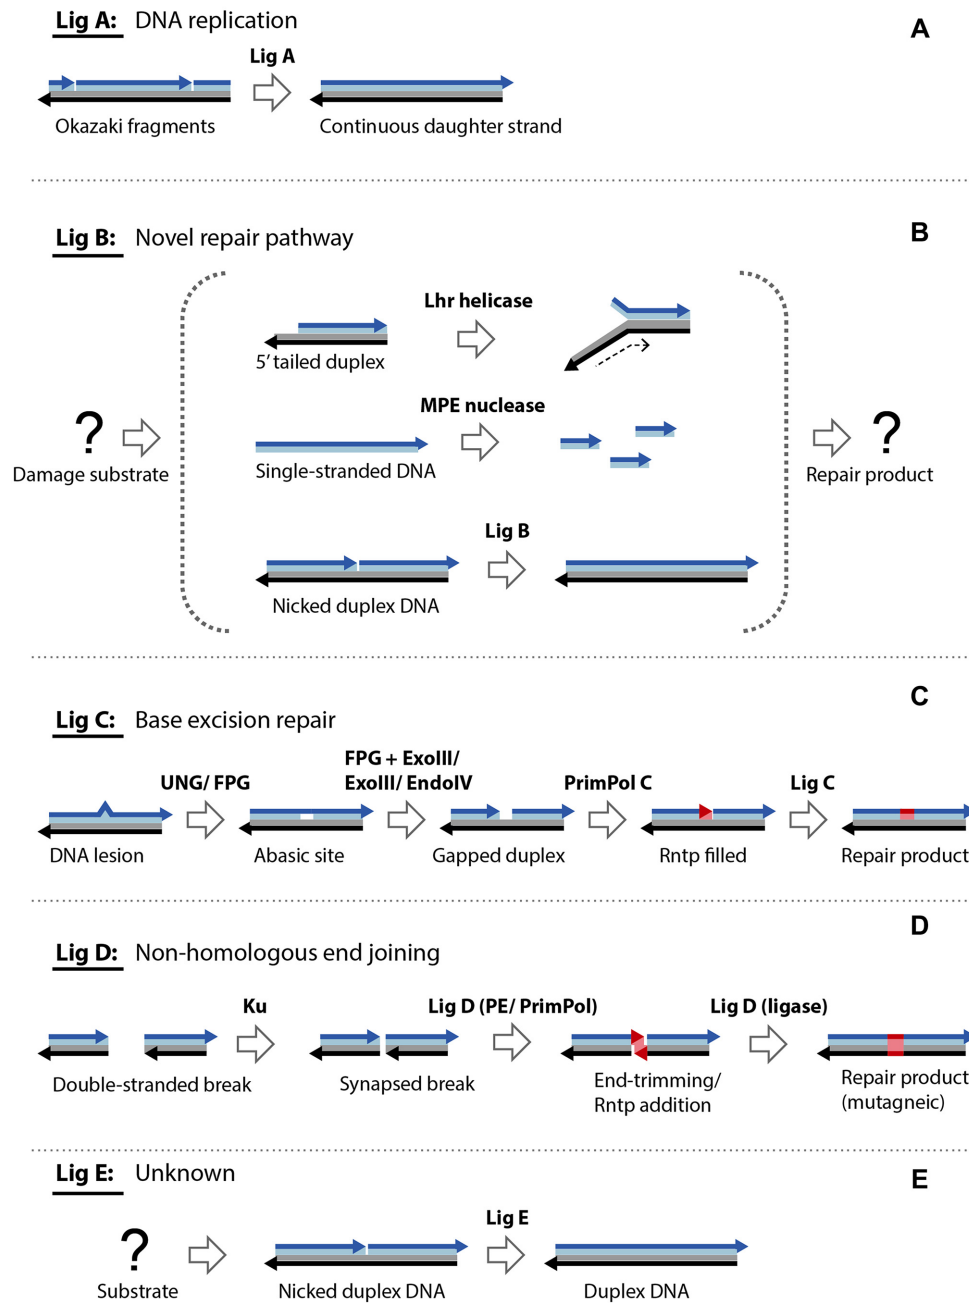 Lig A: DNA replication
A
Lig A
Okazaki fragments
Continuous daughter strand
Lig B: Novel repair pathway
B
Lhr helicase
5’ tailed duplex
MPE nuclease
?
Damage substrate
Single-stranded DNA
?
Repair product
Lig B
Nicked duplex DNA
Lig C: Base excision repair
C
UNG/ FPG
FPG + ExoIII/
ExoIII/ EndoIV
PrimPol C
Lig C
DNA lesion
Abasic site
Gapped duplex
Rntp filled
Repair product
Lig D: Non-homologous end joining
D
Ku
Lig D (PE/ PrimPol)
Lig D (ligase)
Double-stranded break
Synapsed break
End-trimming/
Rntp addition
Repair product
(mutagneic)
Lig E: Unknown
E
Lig E
?
Substrate
Nicked duplex DNA
Duplex DNA